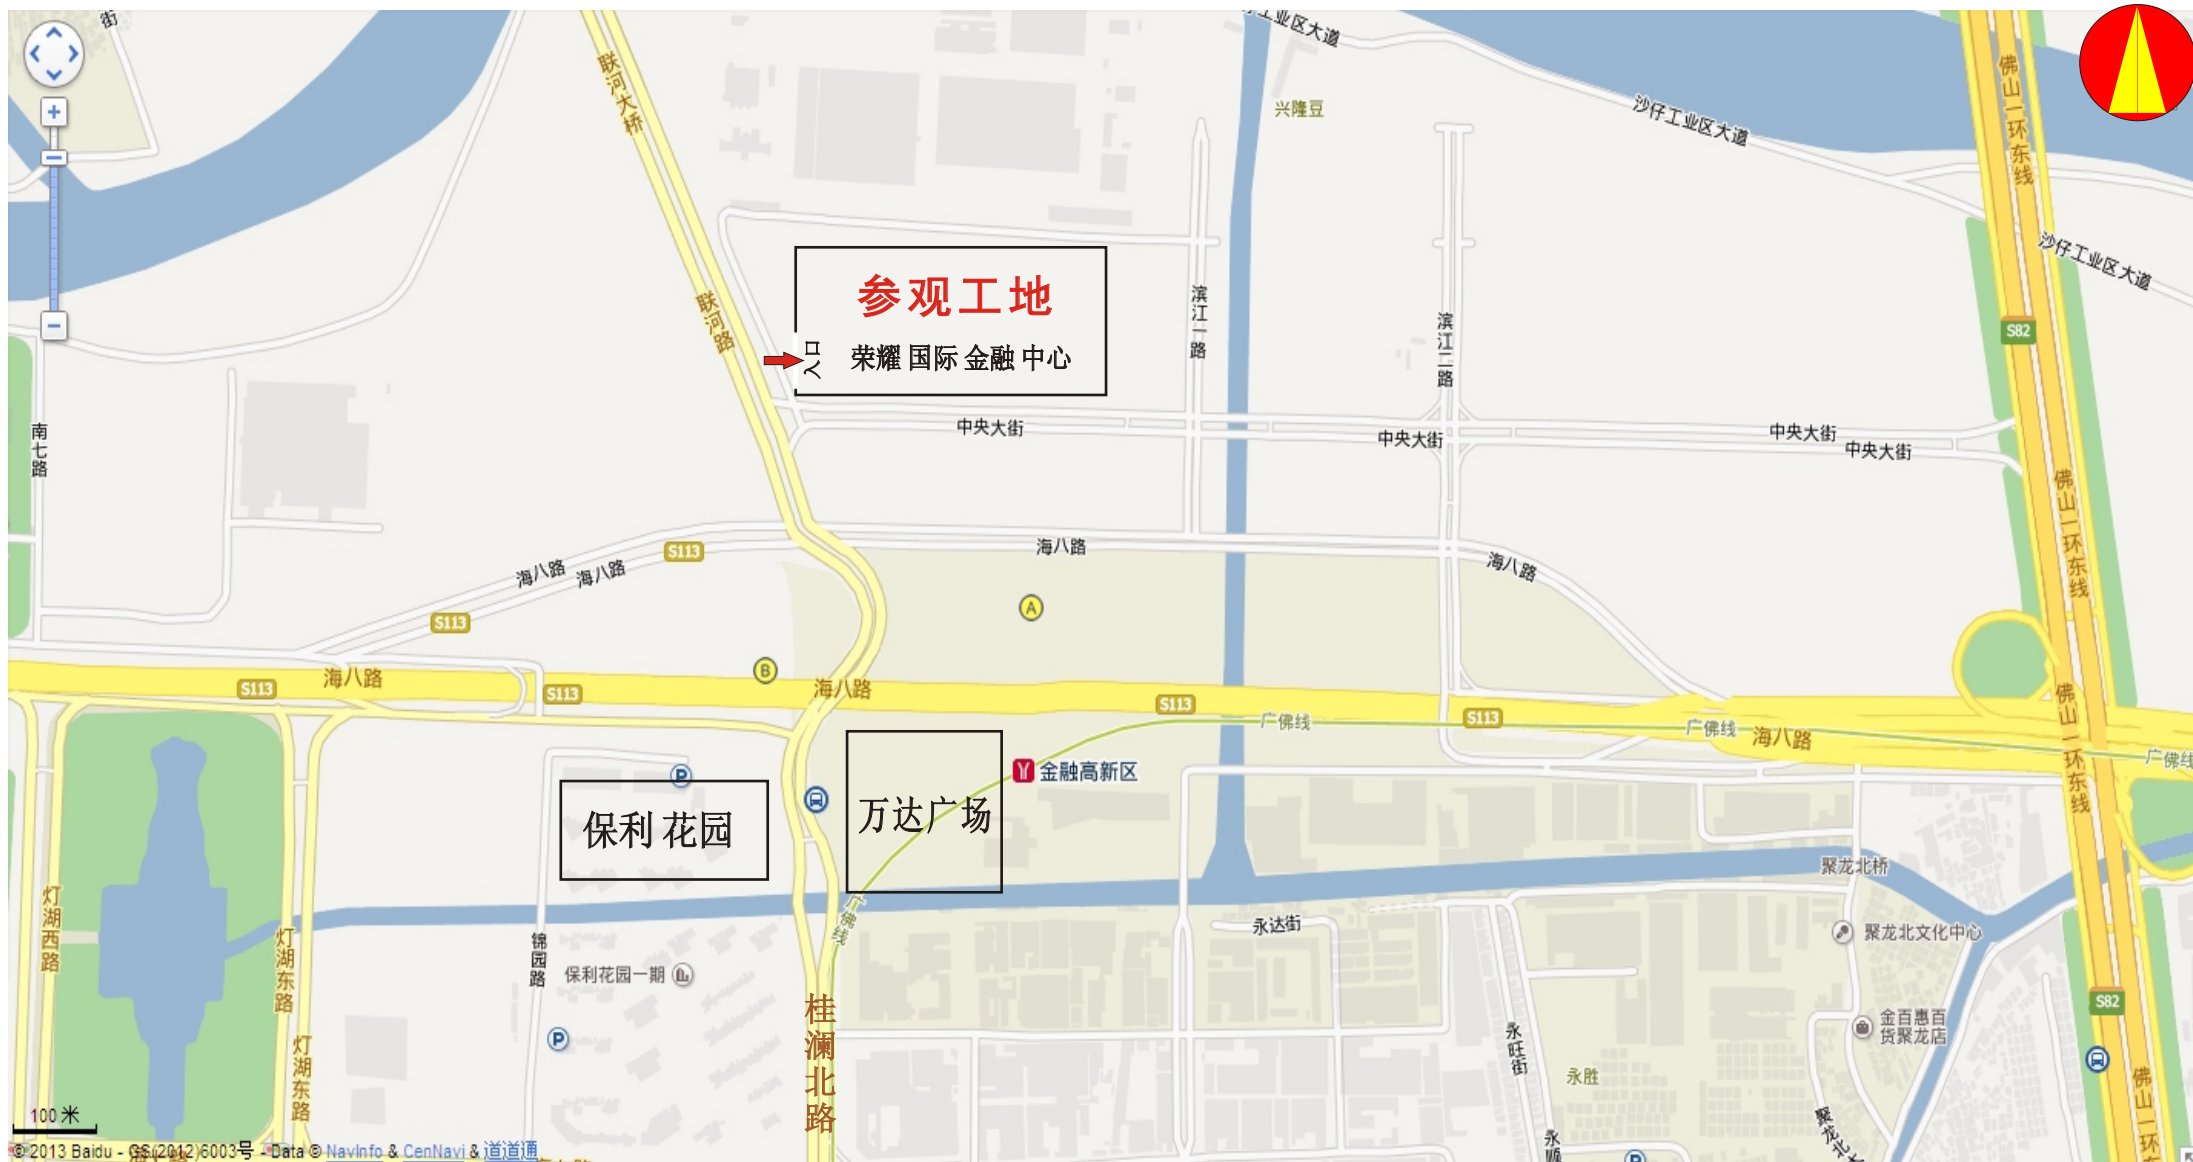 街
工业区大道
联河大桥
佛山一环东线
兴隆豆
沙仔工业区大道
沙仔工业区大道
参观工地
荣耀国际金融中心
入口
联河路
滨江一路
滨江二路
S82
南七路
中央大街
中央大街
中央大街
中央大街
佛山一环东线
海八路
海八路
S113
海八路
海八路
S113
A
B
海八路
S113
S113
海八路
S113
广佛线
S113
广佛线
海八路
广佛线
佛山一环东线
P
金融高新区
保利花园
万达广场
聚龙北桥
灯湖西路
灯湖东路
锦园路
广佛线
永达街
聚龙北文化中心
保利花园一期
P
桂澜北路
S82
金百惠百
货聚龙店
灯湖东路
永旺街
永胜
佛山一环
聚龙北
永顺
P
100 米
© 2013 Baidu - GS(2012)6003号 - Data © NavInfo & CenNavi & 道道通